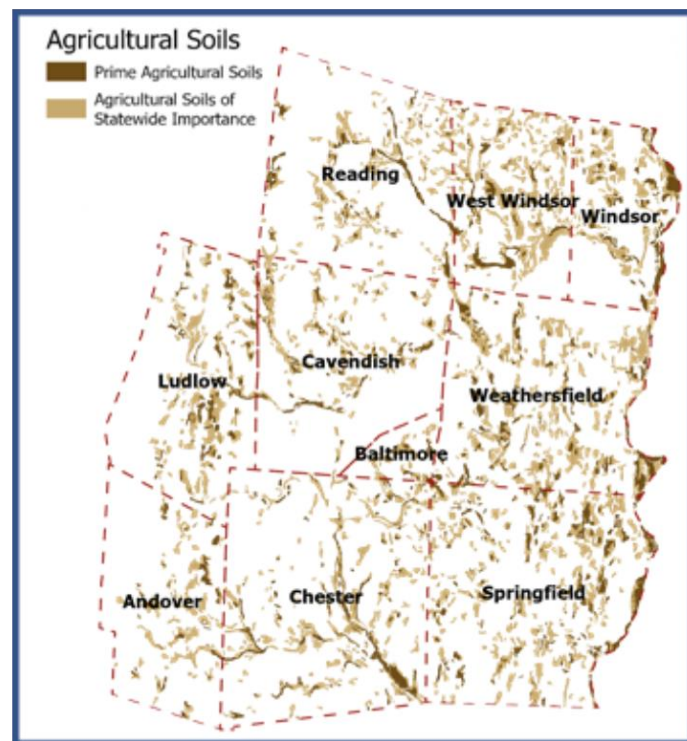 Agricultural Soils
Prime Agricultural Soils
Agricultural Soils of
Statewide Importance
Reading
West Windsor
Windsor
Cavendish
Ludlow
Weathersfield
Baltimore
Andover
Chester
Springfield